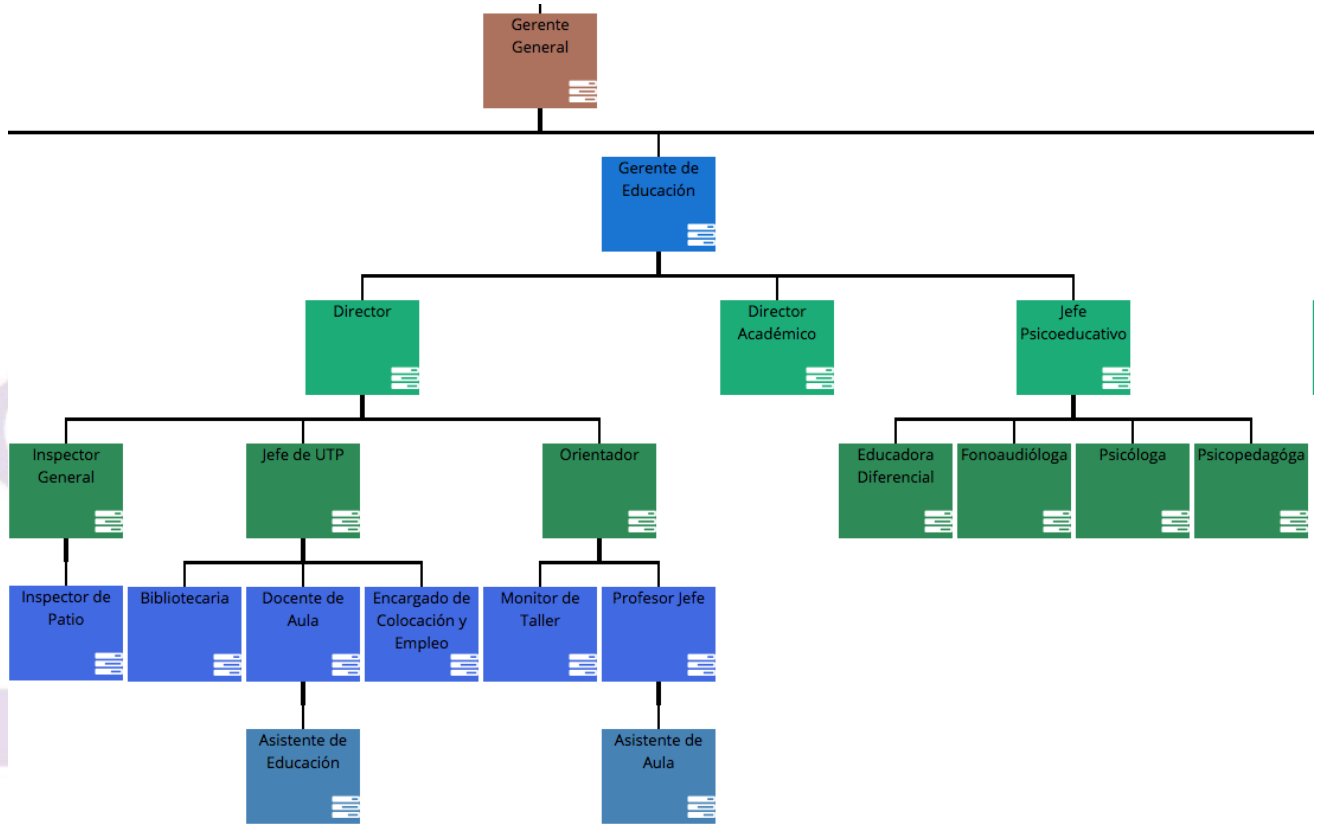 Gerente
General
Gerente de
Educación
Director
Director
Académico
Jefe
Psicoeducativo
Inspector
General
Jefe de UTP
Orientador
Educadora
Diferencial
Fonoaudióloga
Psicóloga
Psicopedagóga
Inspector de
Patio
Bibliotecaria
Docente de
Aula
Encargado de
Colocación y
Empleo
Monitor de
Taller
Profesor Jefe
Asistente de
Educación
Asistente de
Aula